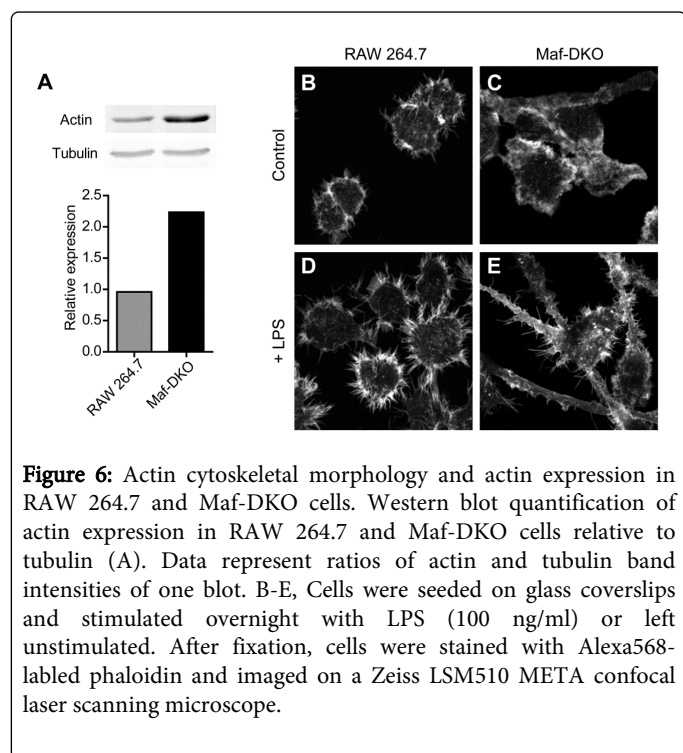 RAW 264.7 Maf-DKO
A B C
Actin
Tubulin
Control
2.5
2.0
1.5
1.0
0.5
0.0
Relative expression
RAW 264.7 Maf-DKO
D E
+ LPS
Figure 6: Actin cytoskeletal morphology and actin expression in
RAW 264.7 and Maf-DKO cells. Western blot quantification of
actin expression in RAW 264.7 and Maf-DKO cells relative to
tubulin (A). Data represent ratios of actin and tubulin band
intensities of one blot. B-E, Cells were seeded on glass coverslips
and stimulated overnight with LPS (100 ng/ml) or left
unstimulated. After fixation, cells were stained with Alexa568-
labled phaloidin and imaged on a Zeiss LSM510 META confocal
laser scanning microscope.